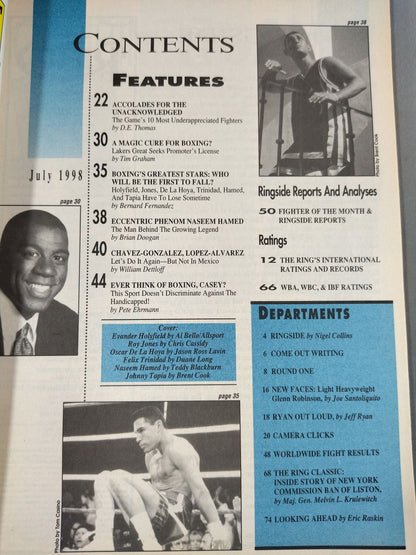 CONTENTS
FEATURES
22 ACCOLADES FOR THE
UNACKNOWLEDGED
The Game's 10 Most Underappreciated Fighters
by D.E. Thomas
30 A MAGIC CURE FOR BOXING?
Lakers Great Seeks Promoter's License
by Tim Graham
35 BOXING'S GREATEST STARS: WHO
WILL BE THE FIRST TO FALL?
Holyfield, Jones, De La Hoya, Trinidad, Hamed,
And Tapia Have To Lose Sometime
by Bernard Fernandez
38 ECCENTRIC PHENOM NASEEM HAMED
The Man Behind The Growing Legend
by Brian Doogan
40 CHAVEZ-GONZALEZ, LOPEZ-ALVAREZ
Let's Do It Again—But Not In Mexico
by William Dettloff
44 EVER THINK OF BOXING, CASEY?
This Sport Doesn't Discriminate Against The
Handicapped!
by Pete Ehrmann
July 1998
page 30
Cover:
Evander Holyfield by Al Bello/Allsport
Roy Jones by Chris Cassidy
Oscar De La Hoya by Jason Ross Lavin
Felix Trinidad by Duane Long
Naseem Hamed by Teddy Blackburn
Johnny Tapia by Brent Cook
page 35
Photo by Tom Casino
page 38
Photo by Brent Cook
Ringside Reports And Analyses
50 FIGHTER OF THE MONTH &
RINGSIDE REPORTS
Ratings
12 THE RING'S INTERNATIONAL
RATINGS AND RECORDS
66 WBA, WBC, & IBF RATINGS
DEPARTMENTS
4 RINGSIDE by Nigel Collins
6 COME OUT WRITING
8 ROUND ONE
16 NEW FACES: Light Heavyweight
Glenn Robinson, by Joe Santoliquito
18 RYAN OUT LOUD, by Jeff Ryan
20 CAMERA CLICKS
48 WORLDWIDE FIGHT RESULTS
68 THE RING CLASSIC:
INSIDE STORY OF NEW YORK
COMMISSION BAN OF LISTON,
by Maj. Gen. Melvin L. Krulewitch
74 LOOKING AHEAD by Eric Raskin